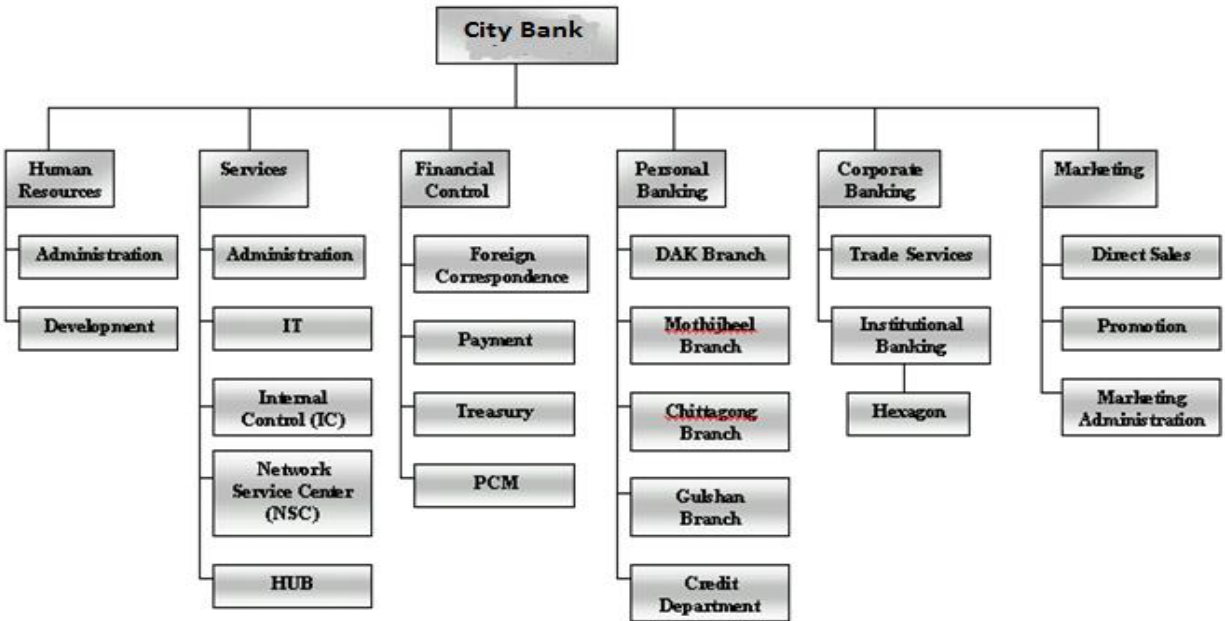 City Bank
Human
Resources
Administration
Development
Services
Administration
IT
Internal
Control (IC)
Network
Service Center
(NSC)
HUB
Financial
Control
Foreign
Correspondence
Payment
Treasury
PCM
Personal
Banking
DAK Branch
Mothijheel
Branch
Chittagong
Branch
Gulshan
Branch
Credit
Department
Corporate
Banking
Trade Services
Institutional
Banking
Hexagon
Marketing
Direct Sales
Promotion
Marketing
Administration